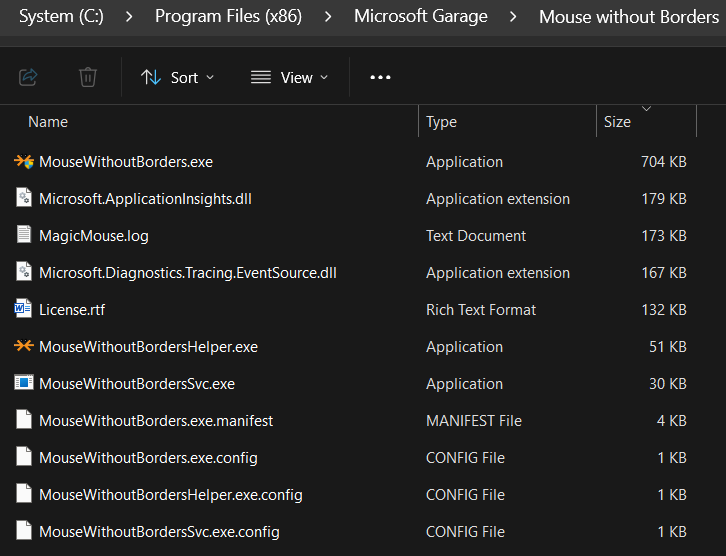 System (C:) > Program Files (x86) > Microsoft Garage > Mouse without Borders
Sort View
Name Type Size
MouseWithoutBorders.exe Application 704 KB
Microsoft.ApplicationInsights.dll Application extension 179 KB
MagicMouse.log Text Document 173 KB
Microsoft.Diagnostics.Tracing.EventSource.dll Application extension 167 KB
License.rtf Rich Text Format 132 KB
MouseWithoutBordersHelper.exe Application 51 KB
MouseWithoutBordersSvc.exe Application 30 KB
MouseWithoutBorders.exe.manifest MANIFEST File 4 KB
MouseWithoutBorders.exe.config CONFIG File 1 KB
MouseWithoutBordersHelper.exe.config CONFIG File 1 KB
MouseWithoutBordersSvc.exe.config CONFIG File 1 KB